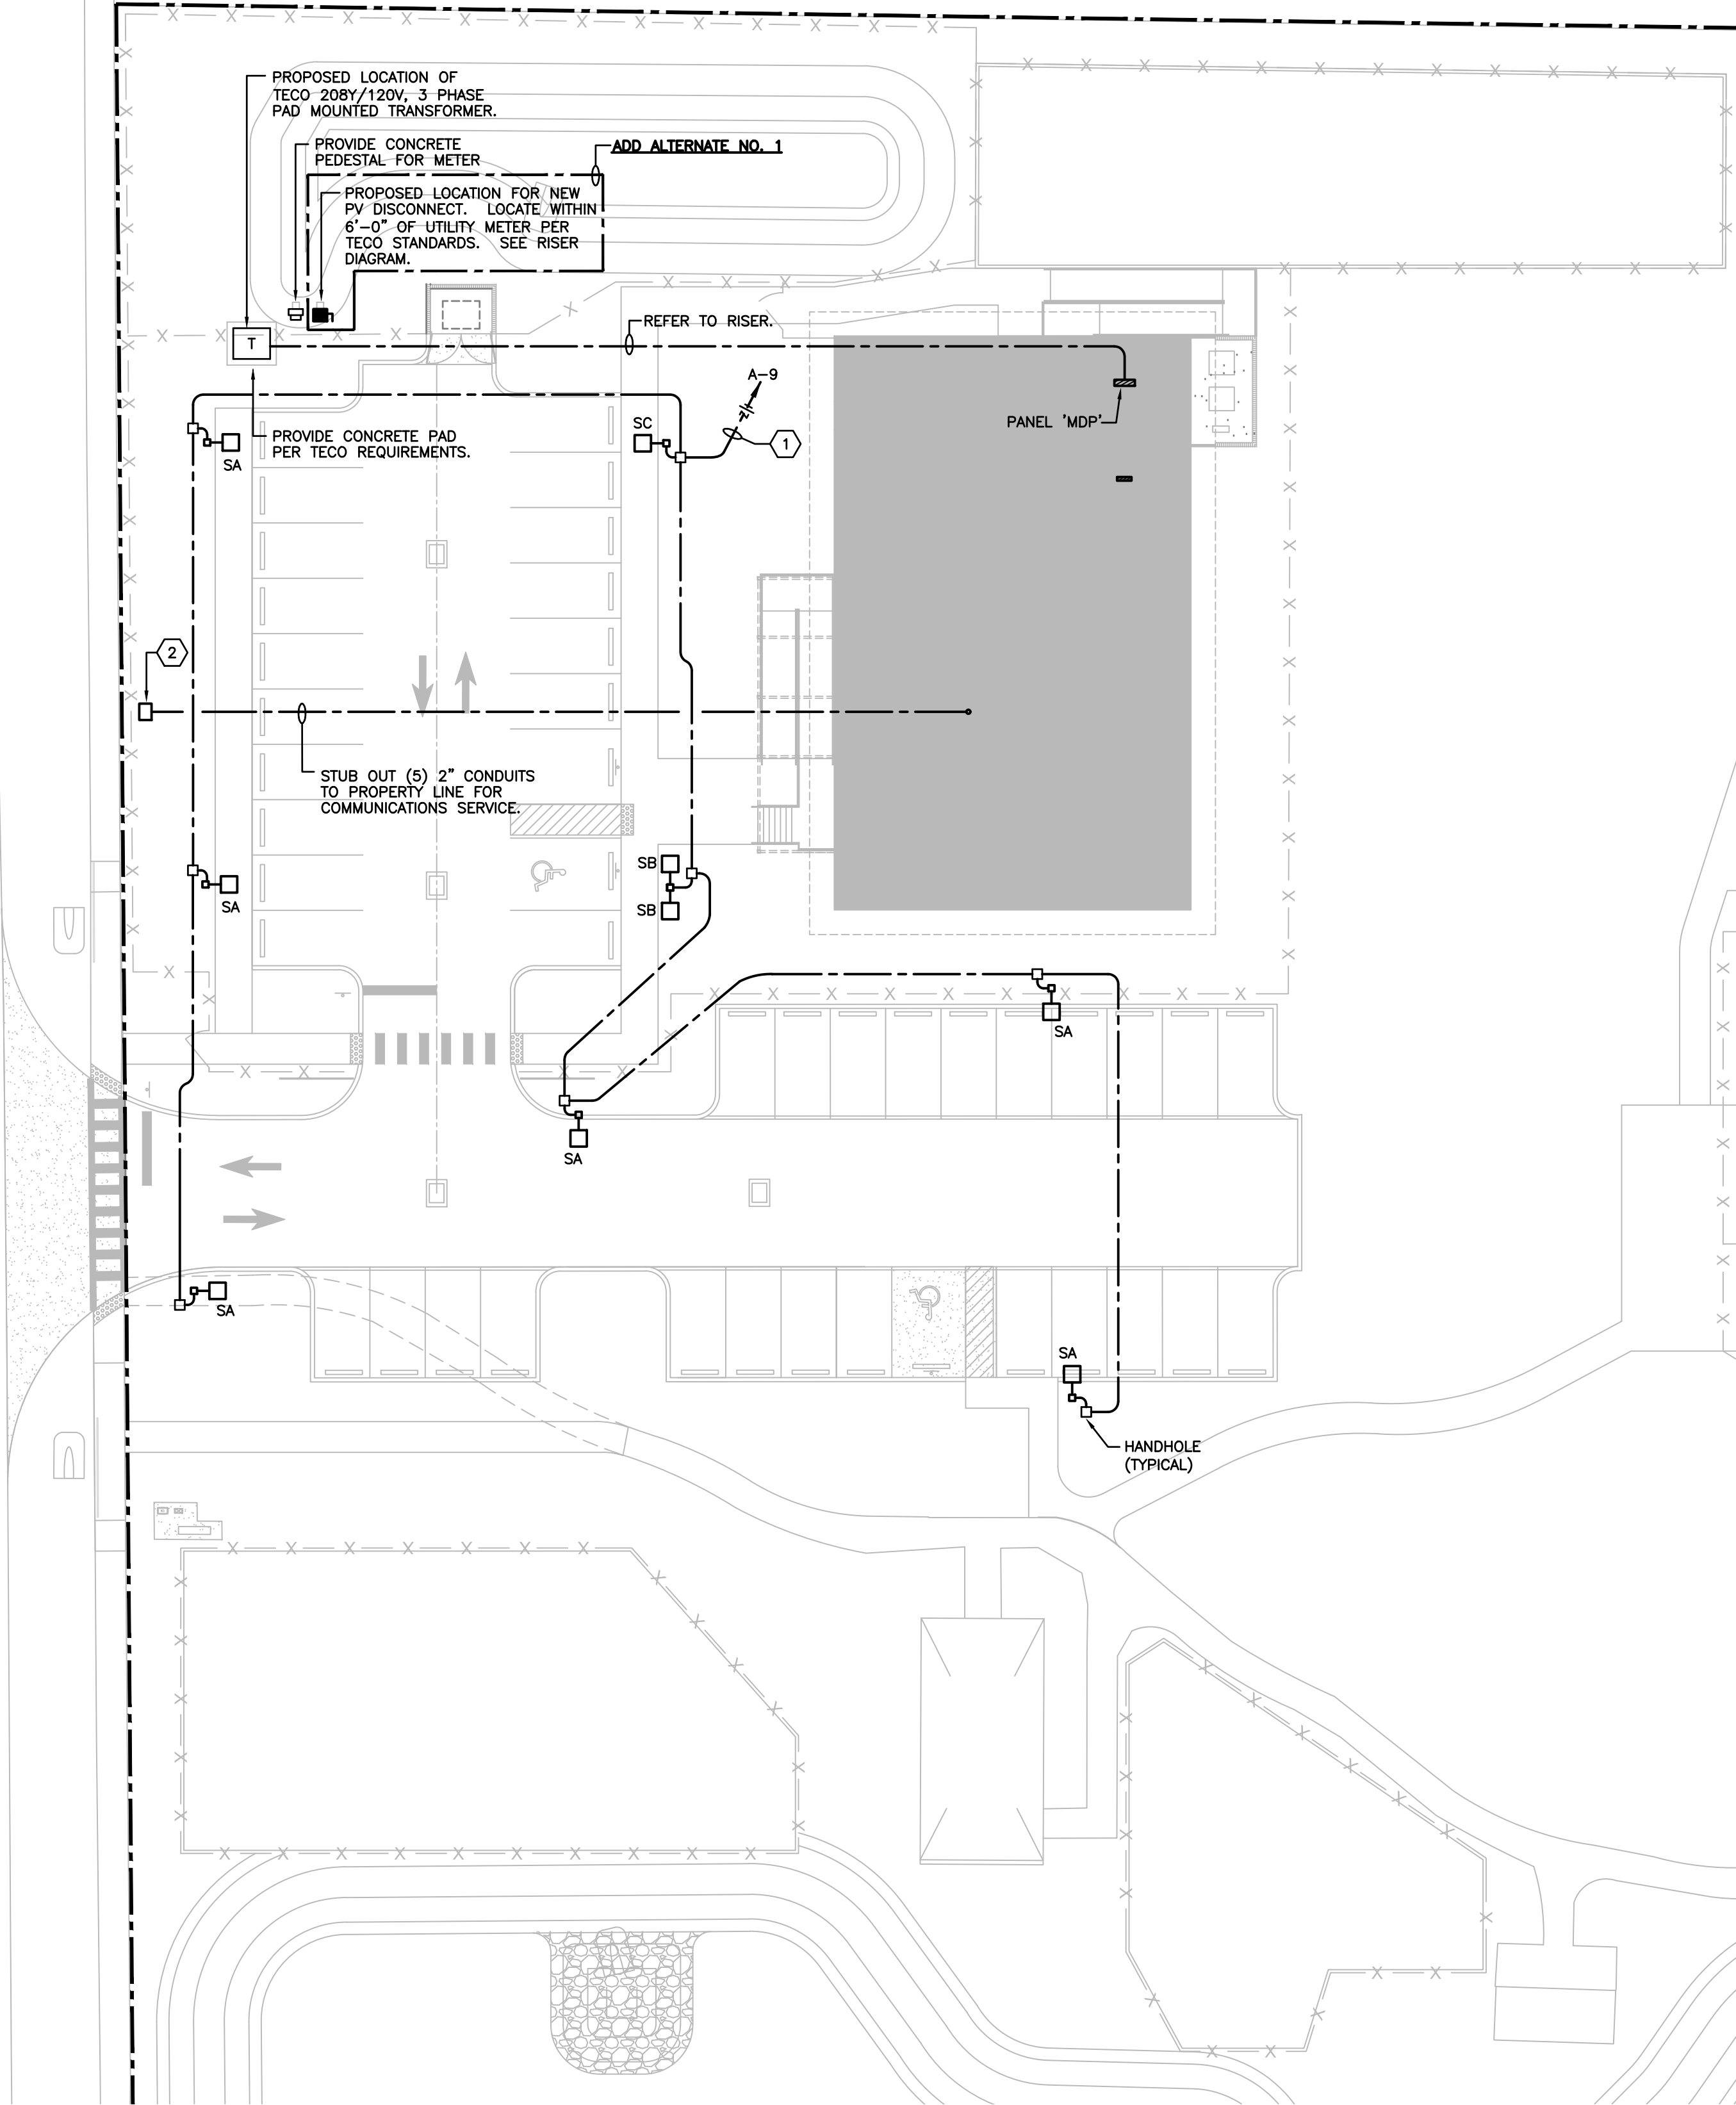 PROPOSED LOCATION OF
TECO 208Y/120V, 3 PHASE
PAD MOUNTED TRANSFORMER.
PROVIDE CONCRETE
PEDESTAL FOR METER
ADD ALTERNATE NO. 1
PROPOSED LOCATION FOR NEW
PV DISCONNECT. LOCATE WITHIN
6'-0" OF UTILITY METER PER
TECO STANDARDS. SEE RISER
DIAGRAM.
REFER TO RISER.
T
A-9
PANEL 'MDP'
SC
1
PROVIDE CONCRETE PAD
PER TECO REQUIREMENTS.
SA
2
STUB OUT (5) 2" CONDUITS
TO PROPERTY LINE FOR
COMMUNICATIONS SERVICE.
SB
SA
SB
SA
SA
SA
SA
HANDHOLE
(TYPICAL)